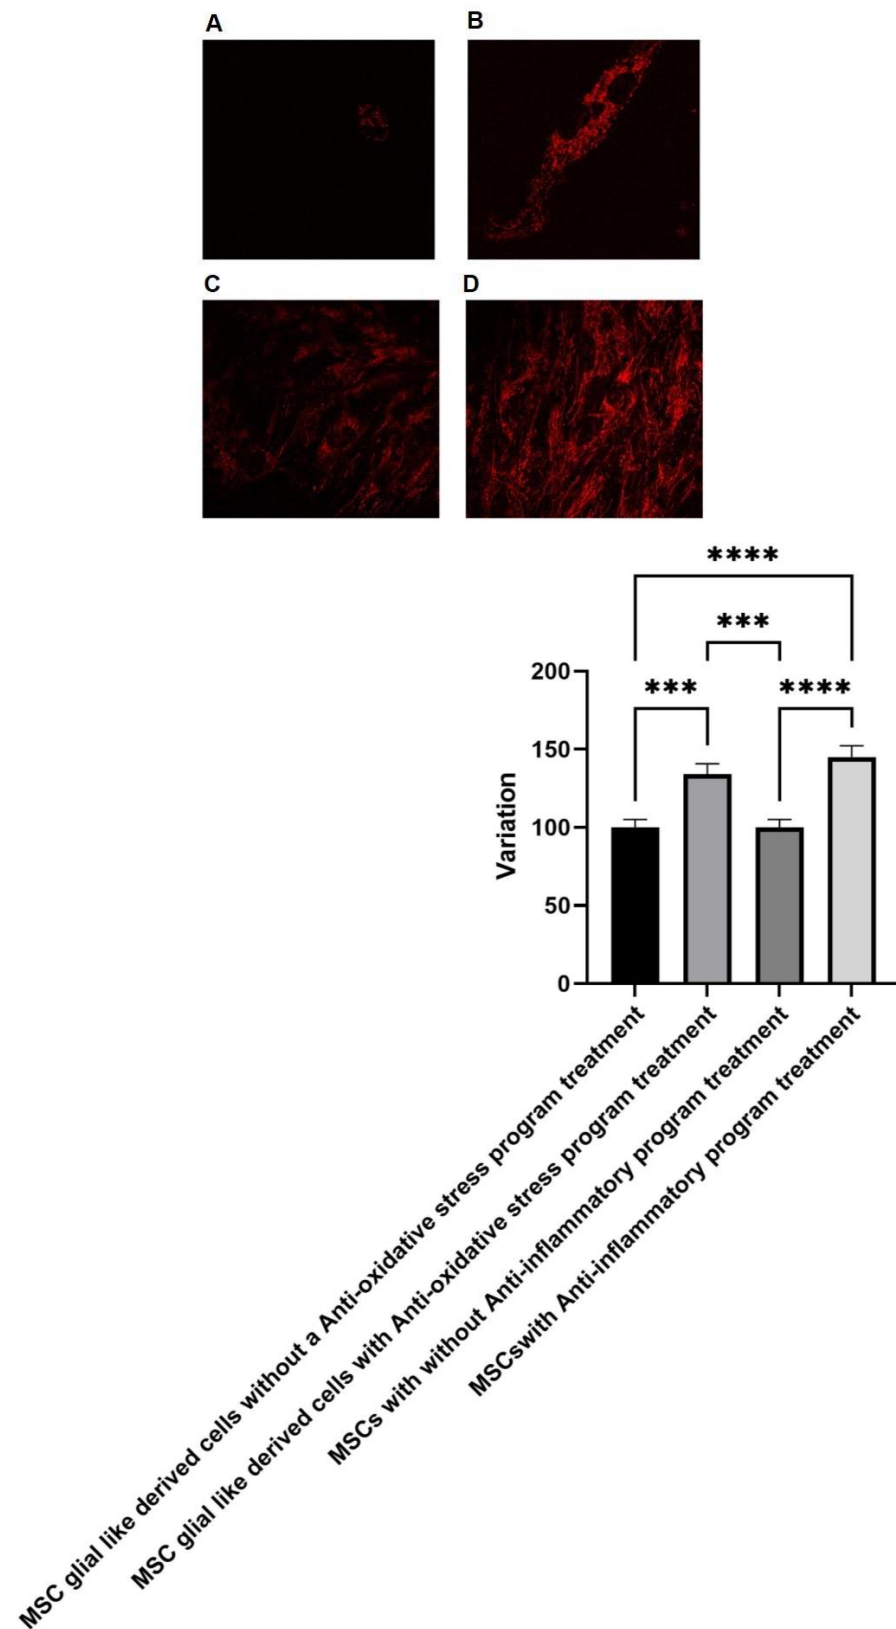 A
B
C
D
****
***
***
****
200
150
100
50
0
Variation
MSC glial like derived cells without a Anti-oxidative stress program treatment
MSC glial like derived cells with Anti-oxidative stress program treatment
MSCs with without Anti-inflammatory program treatment
MSCswith Anti-inflammatory program treatment